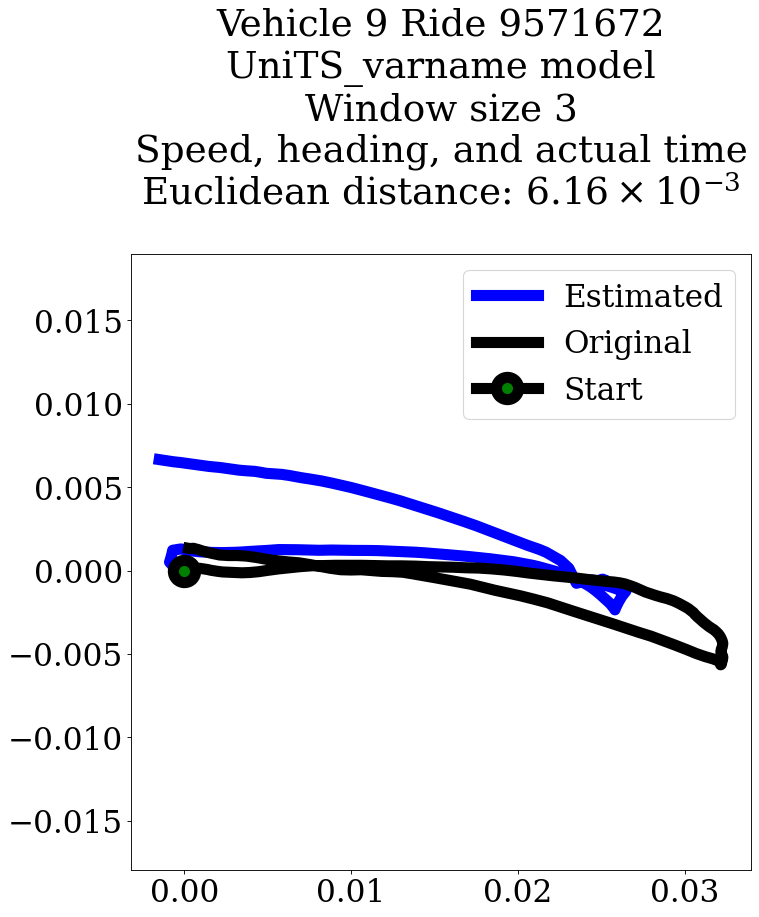 Vehicle 9 Ride 9571672
UniTS_varname model
Window size 3
Speed, heading, and actual time
Euclidean distance: 6.16 × 10⁻³
Estimated
Original
Start
0.015
0.010
0.005
0.000
−0.005
−0.010
−0.015
0.00 0.01 0.02 0.03